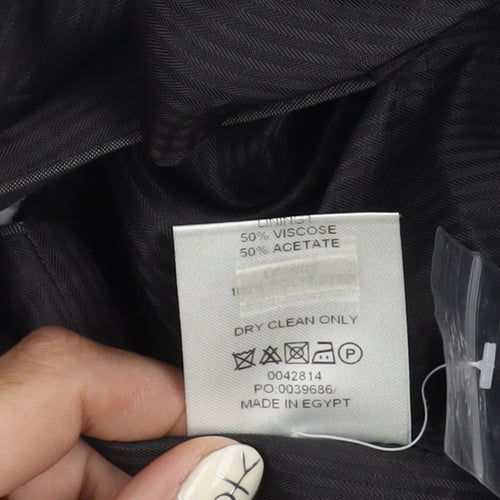 50% VISCOSE
50% ACETATE
DRY CLEAN ONLY
P
0042814
PO:0039686/
MADE IN EGYPT